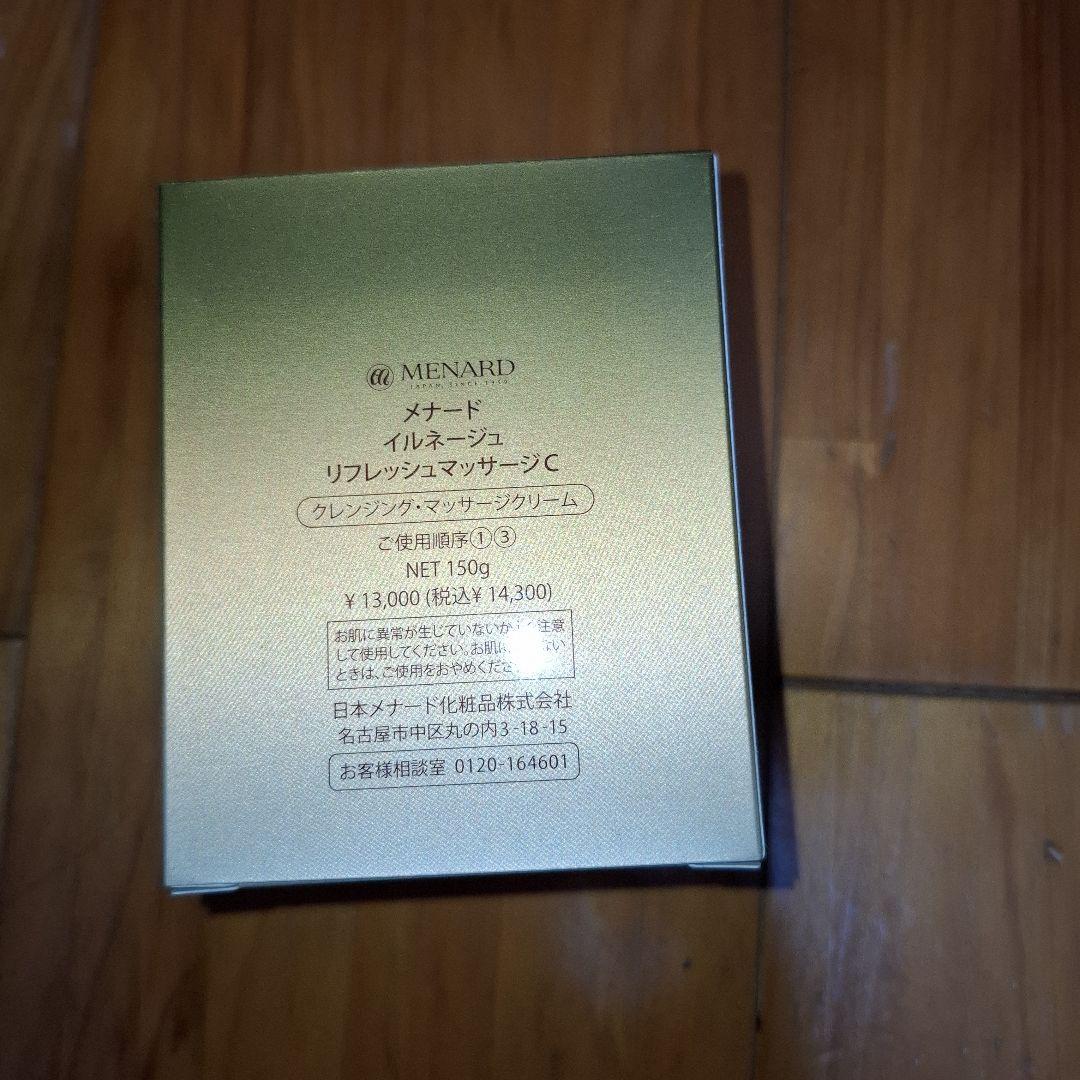 MENARD
JAPAN, SINCE 1959
メナード
イルネージュ
リフレッシュマッサージC
クレンジング・マッサージクリーム
ご使用順序①③
NET 150g
¥13,000 (税込¥14,300)
お肌に異常が生じていないか 注意
して使用してください。お肌 ない
ときは、ご使用をおやめくださ
日本メナード化粧品株式会社
名古屋市中区丸の内3-18-15
お客様相談室 0120-164601